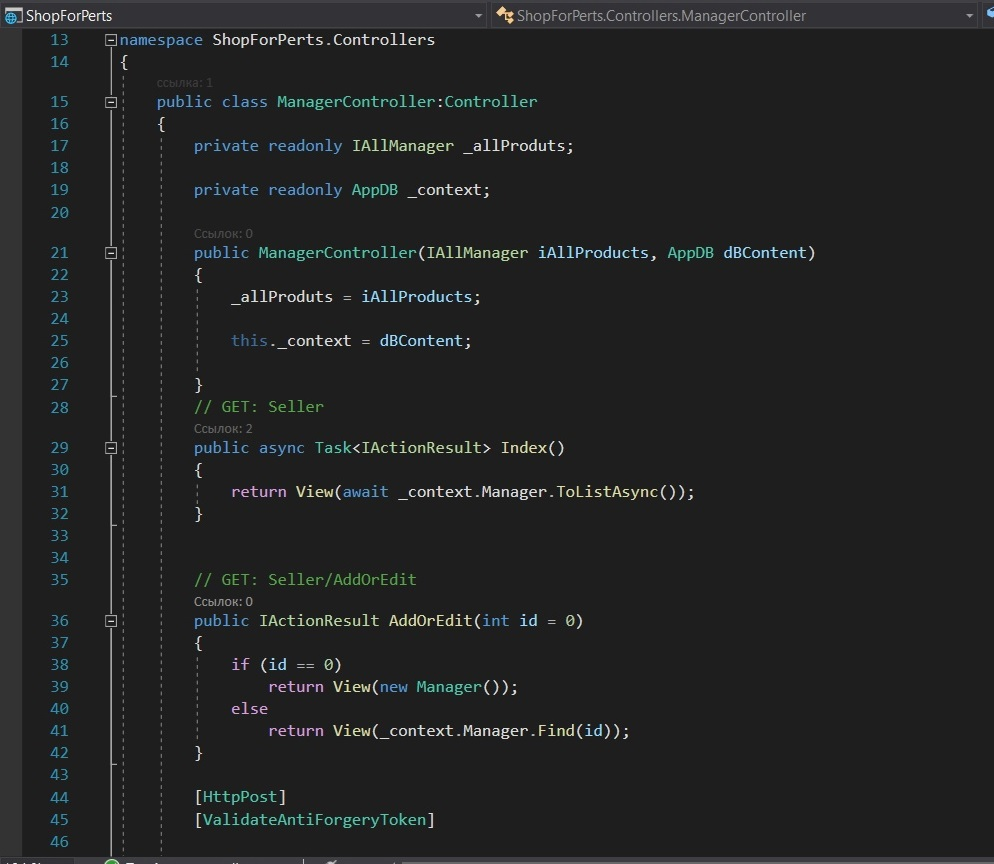 ShopForPerts ShopForPerts.Controllers.ManagerController
13 namespace ShopForPerts.Controllers
14 {
ссылка: 1
15 public class ManagerController:Controller
16 {
17 private readonly IAllManager _allProduts;
18
19 private readonly AppDB _context;
20
Ссылок: 0
21 public ManagerController(IAllManager iAllProducts, AppDB dBContent)
22 {
23 _allProduts = iAllProducts;
24
25 this._context = dBContent;
26
27 }
28 // GET: Seller
Ссылок: 2
29 public async Task<IActionResult> Index()
30 {
31 return View(await _context.Manager.ToListAsync());
32 }
33
34
35 // GET: Seller/AddOrEdit
Ссылок: 0
36 public IActionResult AddOrEdit(int id = 0)
37 {
38 if (id == 0)
39 return View(new Manager());
40 else
41 return View(_context.Manager.Find(id));
42 }
43
44 [HttpPost]
45 [ValidateAntiForgeryToken]
46